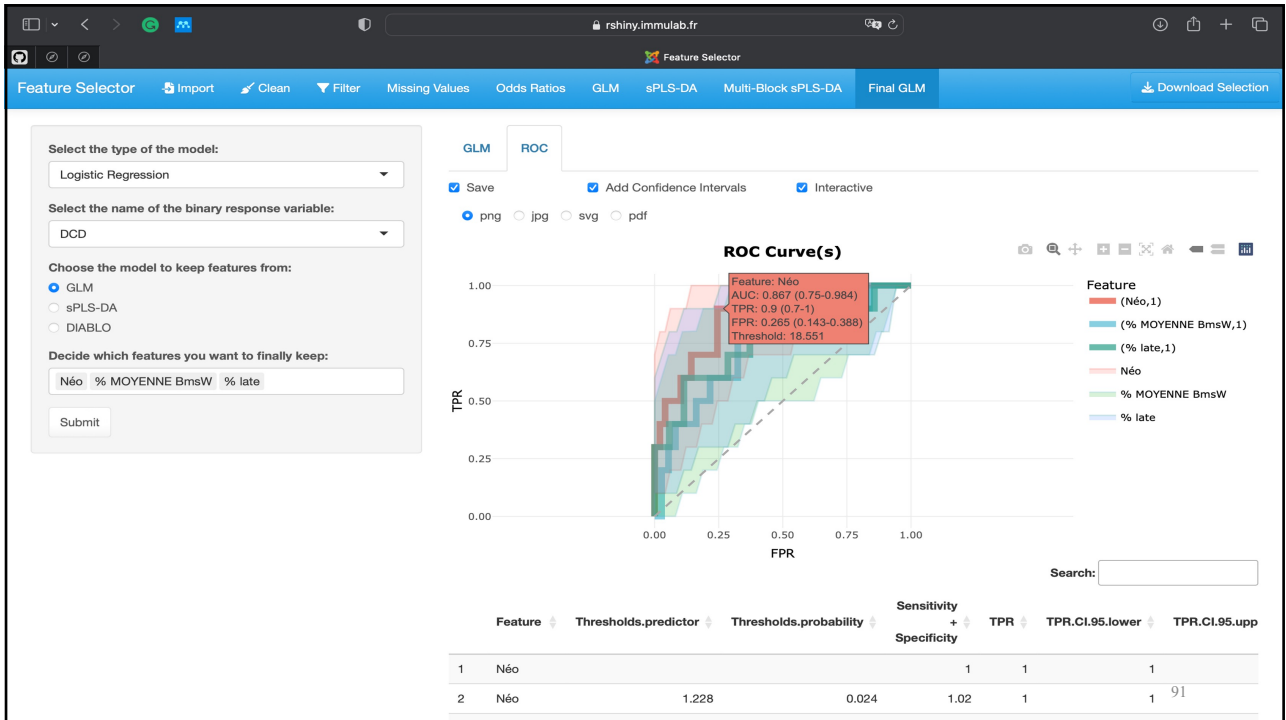 rshiny.immulab.fr
Feature Selector
Feature Selector Import Clean Filter Missing Values Odds Ratios GLM sPLS-DA Multi-Block sPLS-DA Final GLM Download Selection
Select the type of the model:
Logistic Regression
Select the name of the binary response variable:
DCD
Choose the model to keep features from:
GLM
sPLS-DA
DIABLO
Decide which features you want to finally keep:
Néo % MOYENNE BmsW % late
Submit
GLM ROC
Save Add Confidence Intervals Interactive
png jpg svg pdf
ROC Curve(s)
Feature: Néo
AUC: 0.867 (0.75-0.984)
TPR: 0.9 (0.7-1)
FPR: 0.265 (0.143-0.388)
Threshold: 18.551
Feature
(Néo,1)
(% MOYENNE BmsW,1)
(% late,1)
Néo
% MOYENNE BmsW
% late
1.00
0.75
0.50
0.25
0.00
TPR
0.00 0.25 0.50 0.75 1.00
FPR
Search:
Feature Thresholds.predictor Thresholds.probability Sensitivity + Specificity TPR TPR.CI.95.lower TPR.CI.95.upp
1 Néo 1 1 1
2 Néo 1.228 0.024 1.02 1 1
91